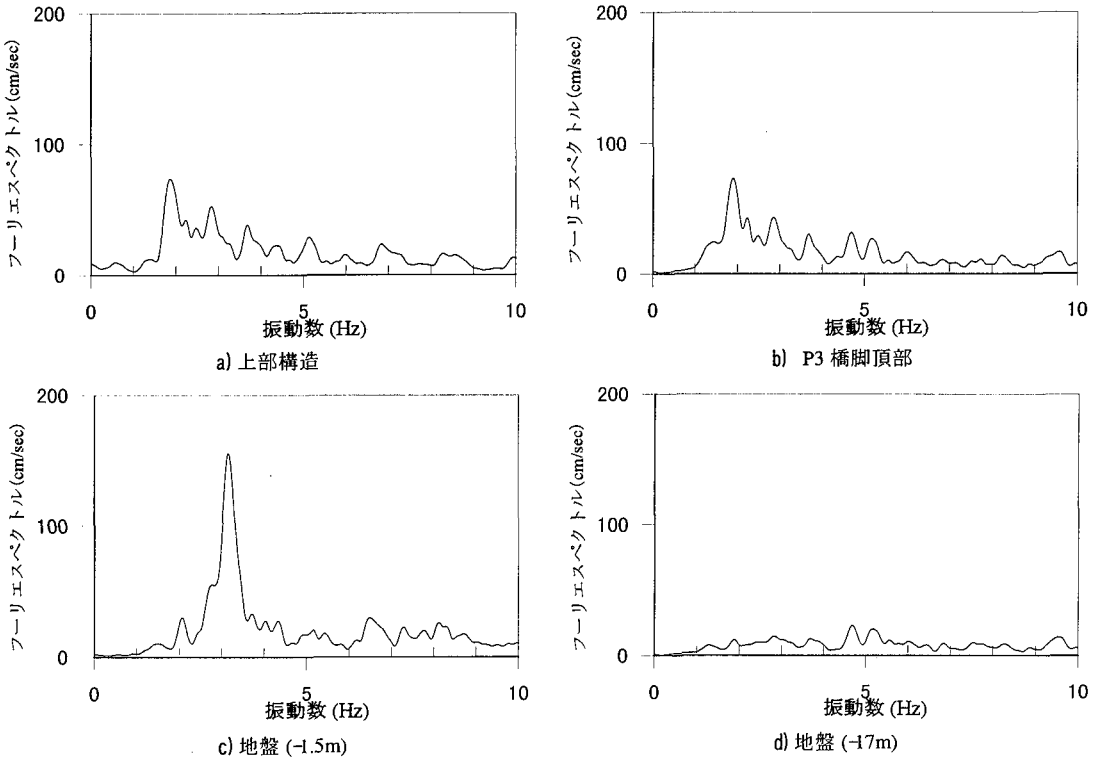 200
100
0
フーリエスペクトル(cm/sec)
0 5 10
振動数 (Hz)
a) 上部構造
200
100
0
フーリエスペクトル(cm/sec)
0 5 10
振動数 (Hz)
b) P3 橋脚頂部
200
100
0
フーリエスペクトル(cm/sec)
0 5 10
振動数 (Hz)
c) 地盤 (-1.5m)
200
100
0
フーリエスペクトル(cm/sec)
0 5 10
振動数 (Hz)
d) 地盤 (-17m)